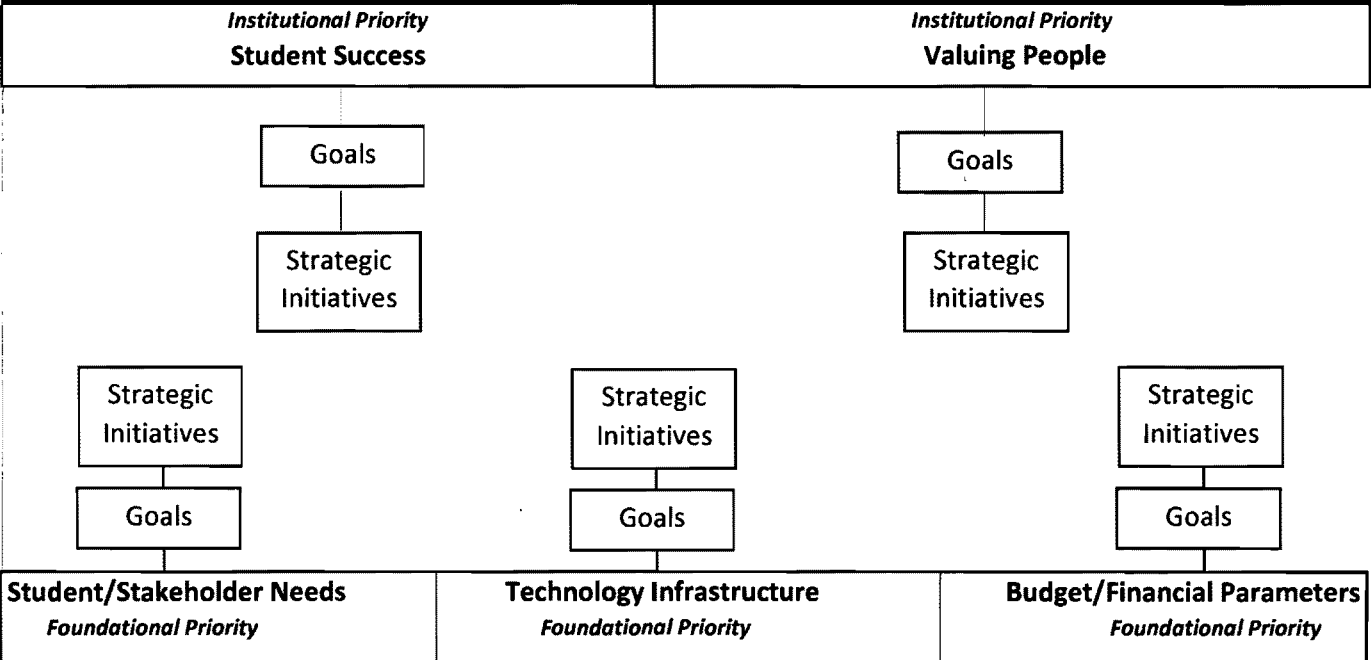 Institutional Priority
Student Success
Institutional Priority
Valuing People
Goals
Goals
Strategic
Initiatives
Strategic
Initiatives
Strategic
Initiatives
Strategic
Initiatives
Strategic
Initiatives
Goals
Goals
Goals
Student/Stakeholder Needs
Foundational Priority
Technology Infrastructure
Foundational Priority
Budget/Financial Parameters
Foundational Priority